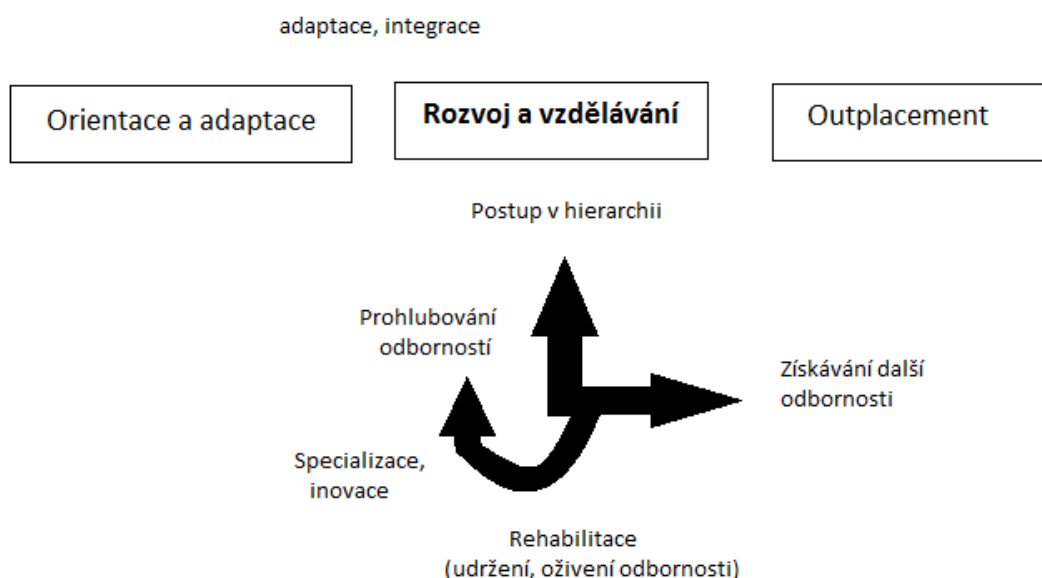 adaptace, integrace
Orientace a adaptace
Rozvoj a vzdělávání
Outplacement
Postup v hierarchii
Prohlubování
odborností
Získávání další
odbornosti
Specializace,
inovace
Rehabilitace
(udržení, oživení odbornosti)